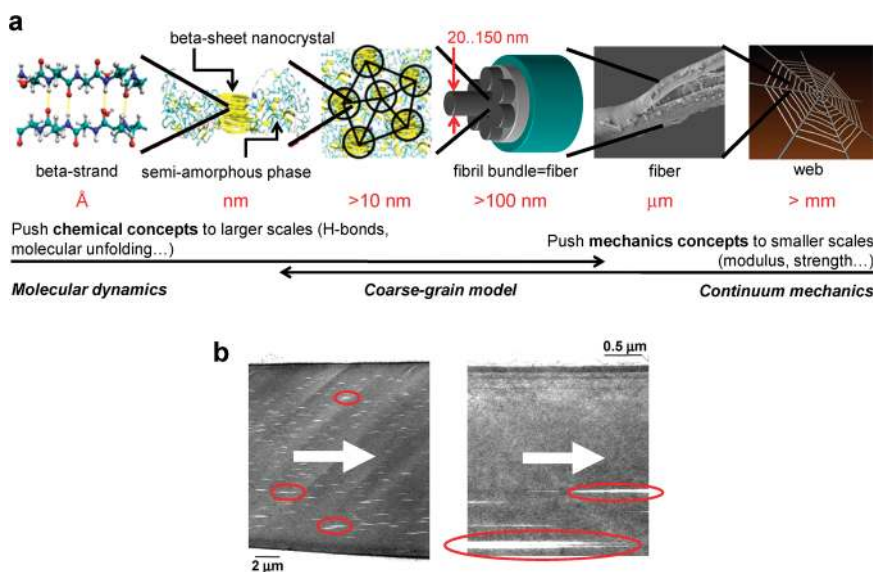 a
beta-sheet nanocrystal
20..150 nm
beta-strand
semi-amorphous phase
fibril bundle=fiber
fiber
web
Å
nm
>10 nm
>100 nm
μm
> mm
Push chemical concepts to larger scales (H-bonds,
molecular unfolding…)
Push mechanics concepts to smaller scales
(modulus, strength…)
Molecular dynamics
Coarse-grain model
Continuum mechanics
b
0.5 μm
2 μm